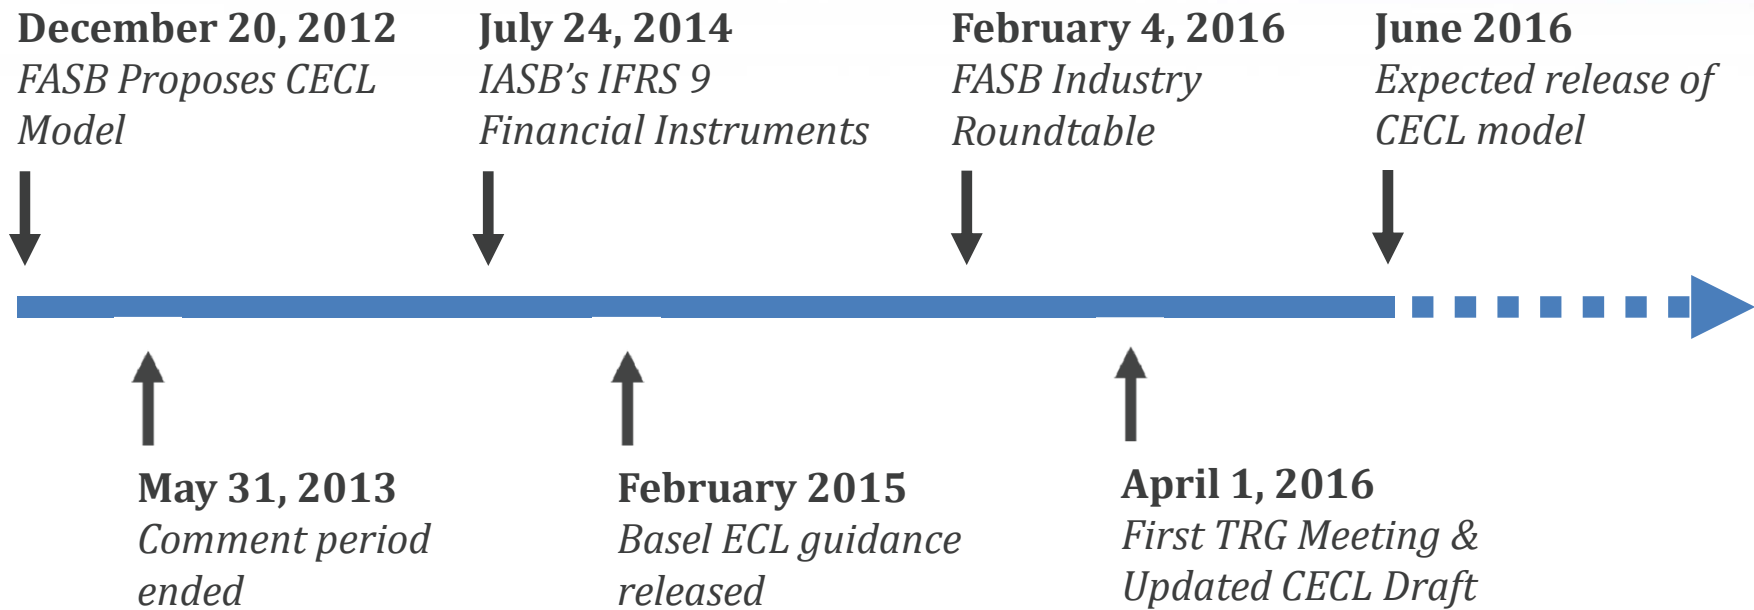 December 20, 2012
FASB Proposes CECL
Model
July 24, 2014
IASB’s IFRS 9
Financial Instruments
February 4, 2016
FASB Industry
Roundtable
June 2016
Expected release of
CECL model
May 31, 2013
Comment period
ended
February 2015
Basel ECL guidance
released
April 1, 2016
First TRG Meeting &
Updated CECL Draft